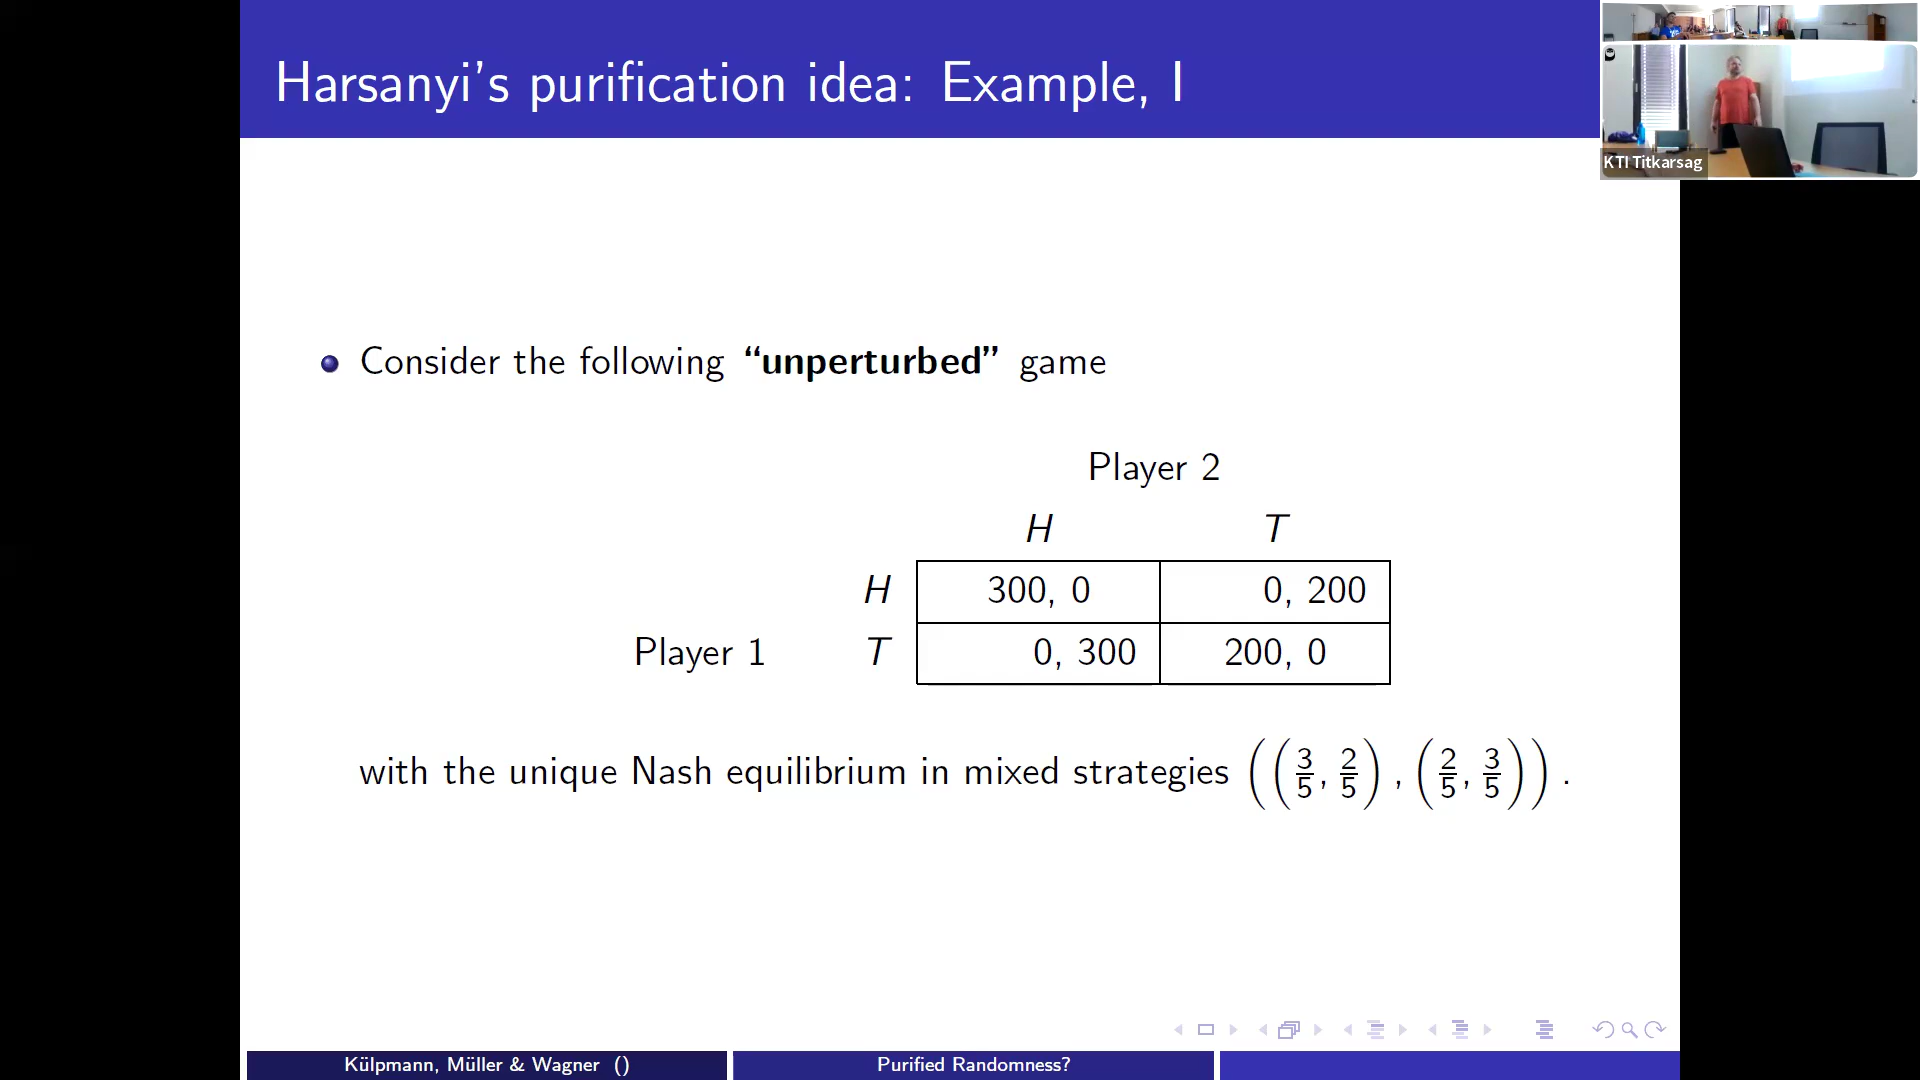 Harsanyi's purification idea: Example, I
KTI Titkarsag
Consider the following “unperturbed” game
Player 2
H T
H 300, 0 0, 200
Player 1 T 0, 300 200, 0
with the unique Nash equilibrium in mixed strategies ((3/5, 2/5), (2/5, 3/5)).
Külpmann, Müller & Wagner () Purified Randomness?